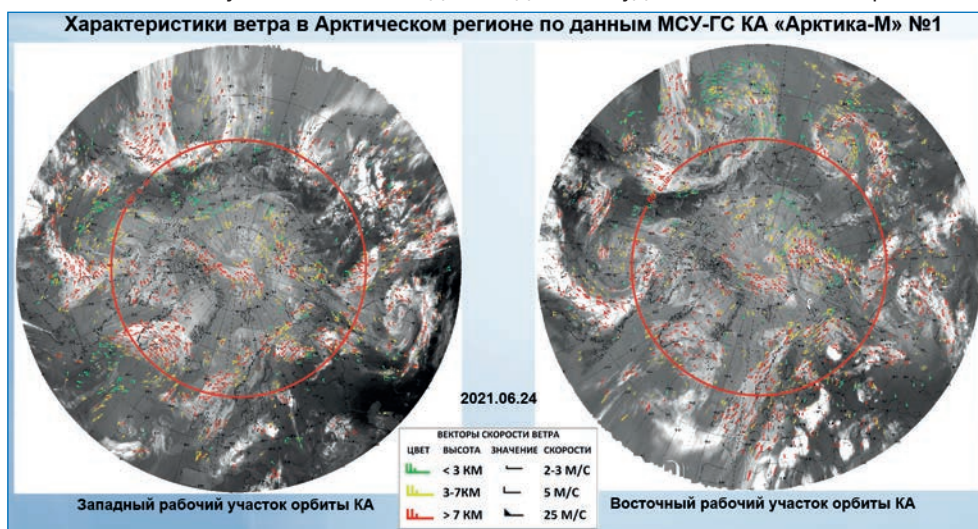 Характеристики ветра в Арктическом регионе по данным МСУ-ГС КА «Арктика-М» №1
2021.06.24
ВЕКТОРЫ СКОРОСТИ ВЕТРА
ЦВЕТ ВЫСОТА ЗНАЧЕНИЕ СКОРОСТИ
< 3 КМ 2-3 М/С
3-7КМ 5 М/С
> 7 КМ 25 М/С
Западный рабочий участок орбиты КА
Восточный рабочий участок орбиты КА